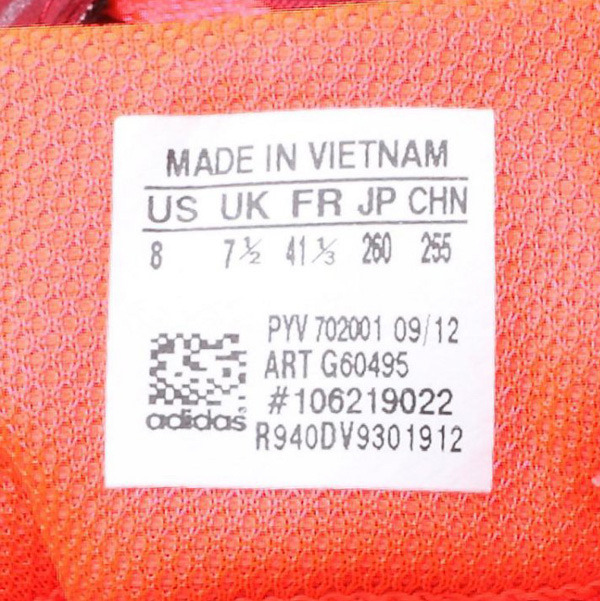 MADE IN VIETNAM
US UK FR JP CHN
8 7½ 41⅓ 260 255
PYV 702001 09/12
ART G60495
#106219022
adidas
R940DV9301912